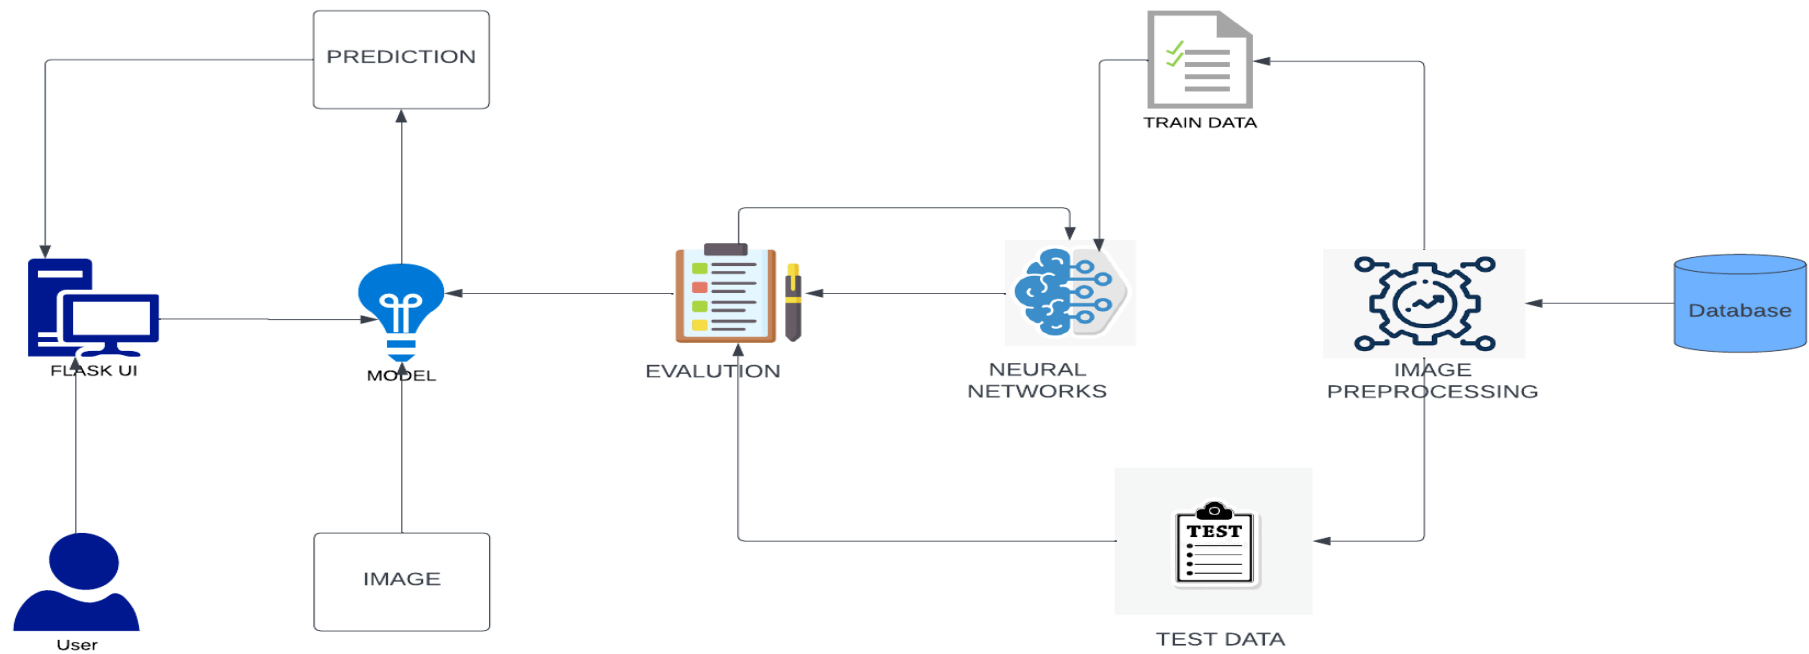 PREDICTION
TRAIN DATA
Database
FLASK UI
MODEL
EVALUTION
NEURAL
NETWORKS
IMAGE
PREPROCESSING
TEST
IMAGE
User
TEST DATA